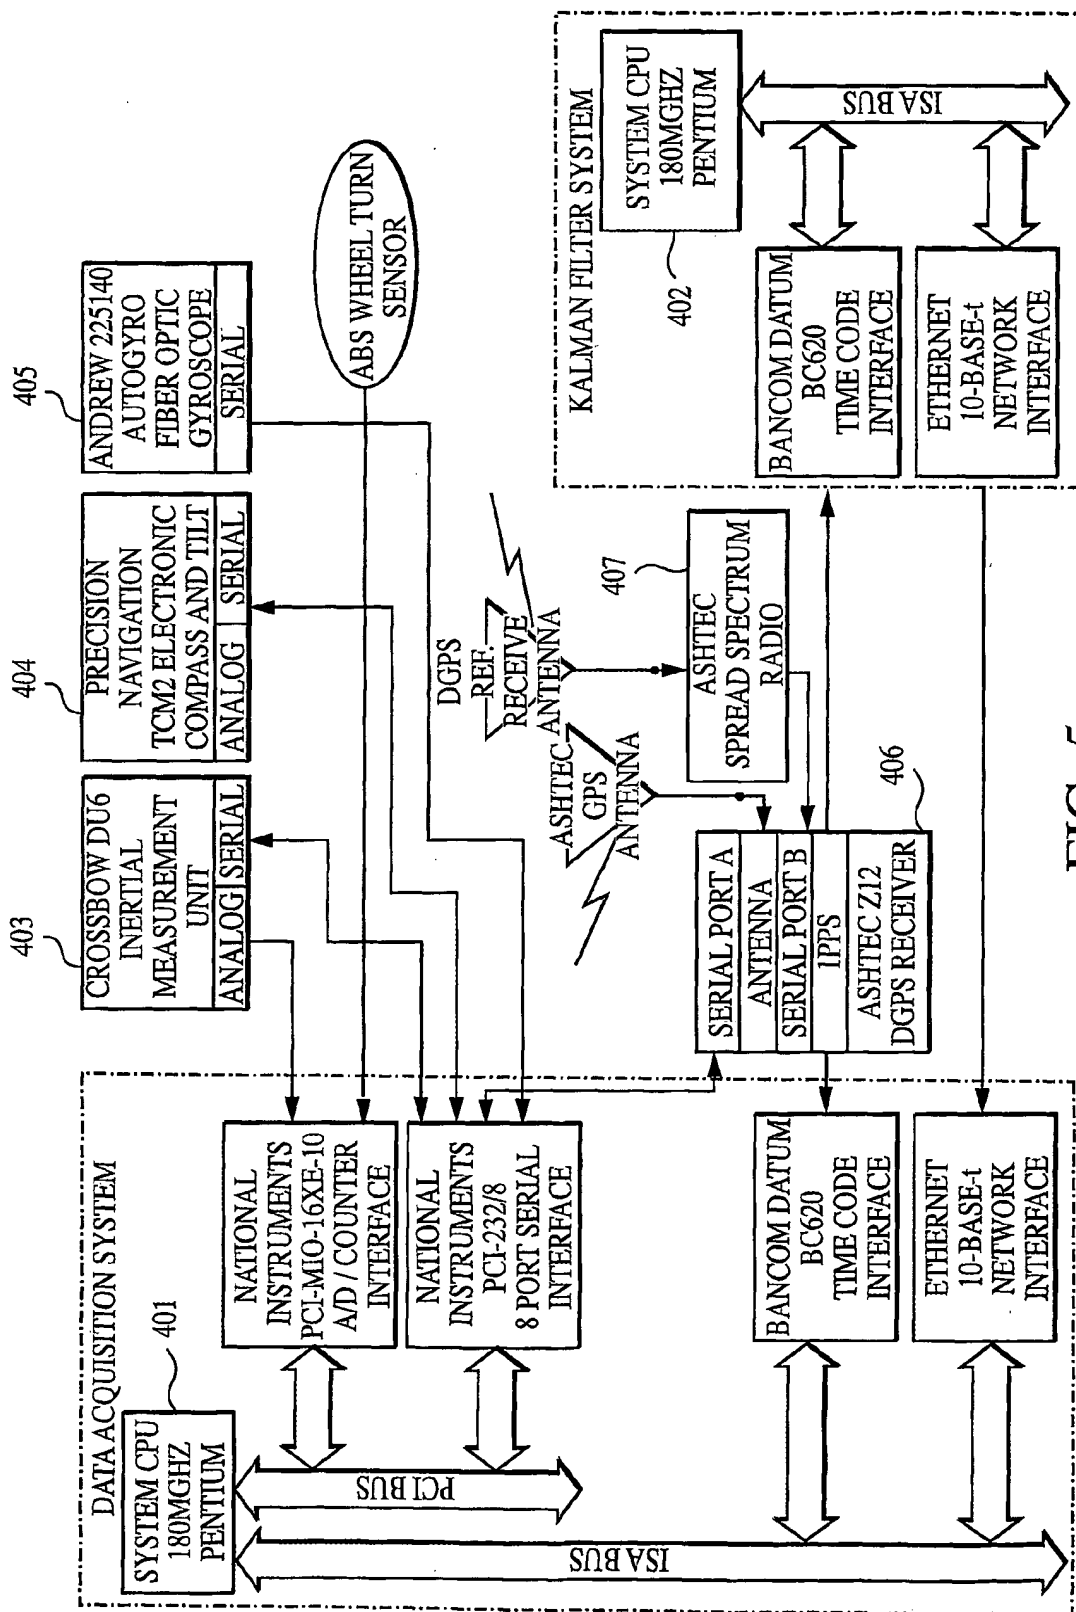 DATA ACQUISITION SYSTEM
SYSTEM CPU
180MGHZ
PENTIUM
401
ISA BUS
PCI BUS
NATIONAL
INSTRUMENTS
PCI-MIO-16XE-10
A/D / COUNTER
INTERFACE
NATIONAL
INSTRUMENTS
PCI-232/8
8 PORT SERIAL
INTERFACE
BANCOM DATUM
BC620
TIME CODE
INTERFACE
ETHERNET
10-BASE-t
NETWORK
INTERFACE
403
CROSSBOW DU6
INERTIAL
MEASUREMENT
UNIT
ANALOG SERIAL
404
PRECISION
NAVIGATION
TCM2 ELECTRONIC
COMPASS AND TILT
ANALOG SERIAL
405
ANDREW 225140
AUTOGYRO
FIBER OPTIC
GYROSCOPE
SERIAL
ABS WHEEL TURN
SENSOR
DGPS
REF.
RECEIVE
ANTENNA
ASHTEC
GPS
ANTENNA
407
ASHTEC
SPREAD SPECTRUM
RADIO
SERIAL PORT A
ANTENNA
SERIAL PORT B
1PPS
ASHTEC Z12
DGPS RECEIVER
406
KALMAN FILTER SYSTEM
SYSTEM CPU
180MGHZ
PENTIUM
402
ISA BUS
BANCOM DATUM
BC620
TIME CODE
INTERFACE
ETHERNET
10-BASE-t
NETWORK
INTERFACE
FIG. 5